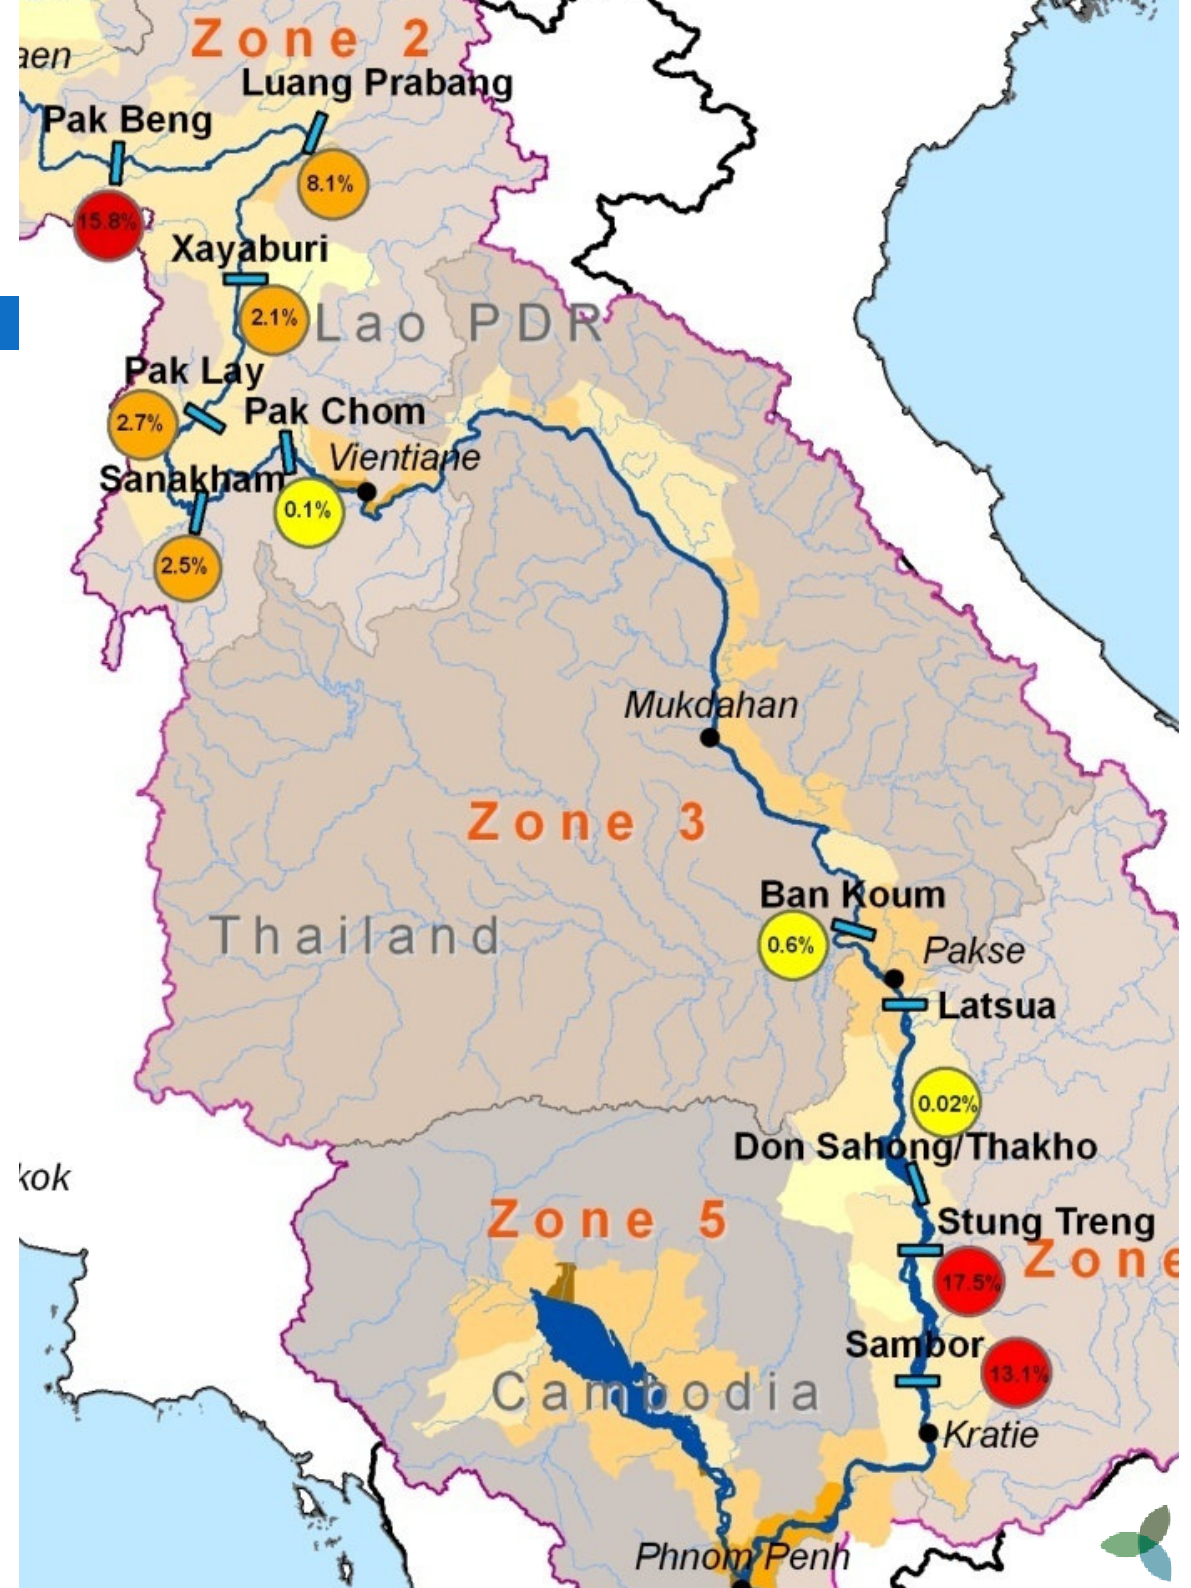 Zone 2
aen
Luang Prabang
Pak Beng
8.1%
15.8%
Xayaburi
2.1%
Lao PDR
Pak Lay
2.7%
Pak Chom
Vientiane
Sanakham
0.1%
2.5%
Mukdahan
Zone 3
Ban Koum
Thailand
0.6%
Pakse
Latsua
0.02%
Don Sahong/Thakho
kok
Zone 5
Stung Treng
Zone
17.5%
Sambor
13.1%
Cambodia
Kratie
Phnom Penh